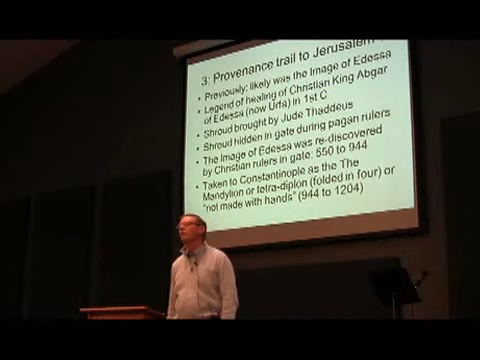 3: Provenance trail to Jerusalem
• Previously: likely was the Image of Edessa
• Legend of healing of Christian King Abgar
of Edessa (now Urfa) in 1st C
• Shroud brought by Jude Thaddeus
• Shroud hidden in gate during pagan rulers
• The Image of Edessa was re-discovered
by Christian rulers in gate: 550 to 944
• Taken to Constantinople as the The
Mandylion or tetra-diplon (folded in four) or
"not made with hands" (944 to 1204)